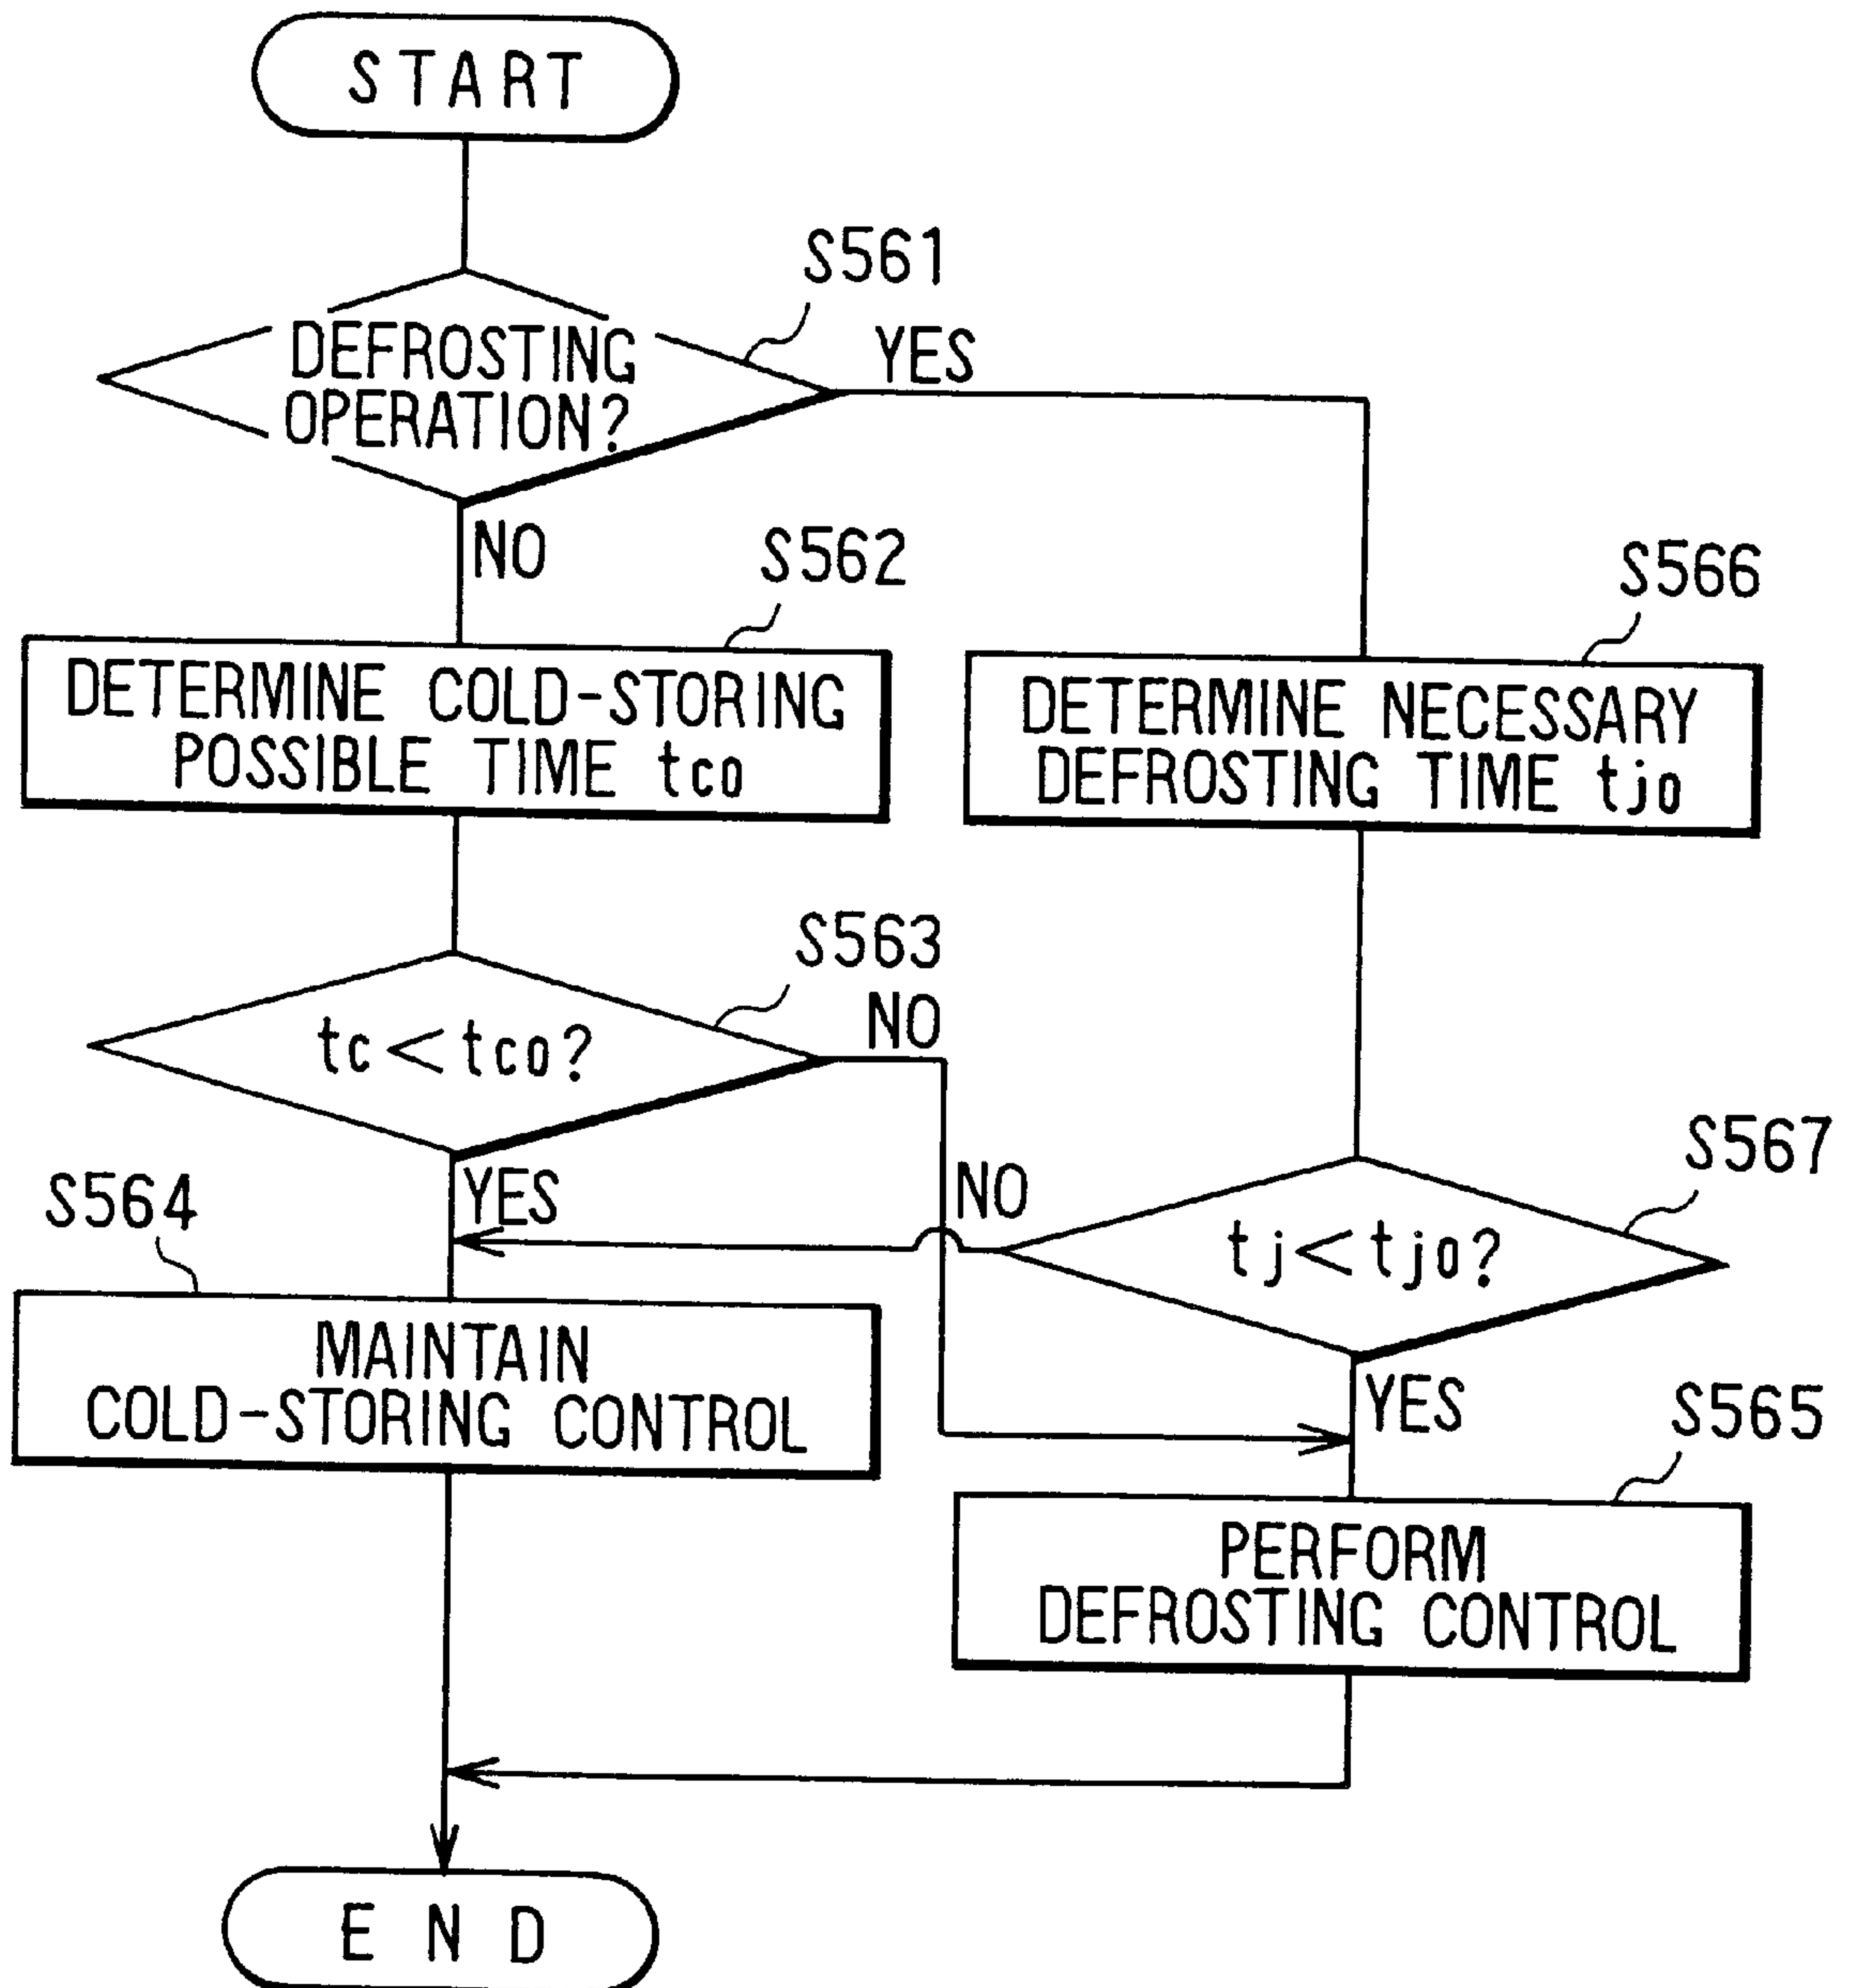 START
S561
DEFROSTING
OPERATION?
YES
NO
S562
DETERMINE COLD-STORING
POSSIBLE TIME tco
S566
DETERMINE NECESSARY
DEFROSTING TIME tjo
S563
tc<tco?
NO
YES
S567
tj<tjo?
NO
YES
S564
MAINTAIN
COLD-STORING CONTROL
S565
PERFORM
DEFROSTING CONTROL
END